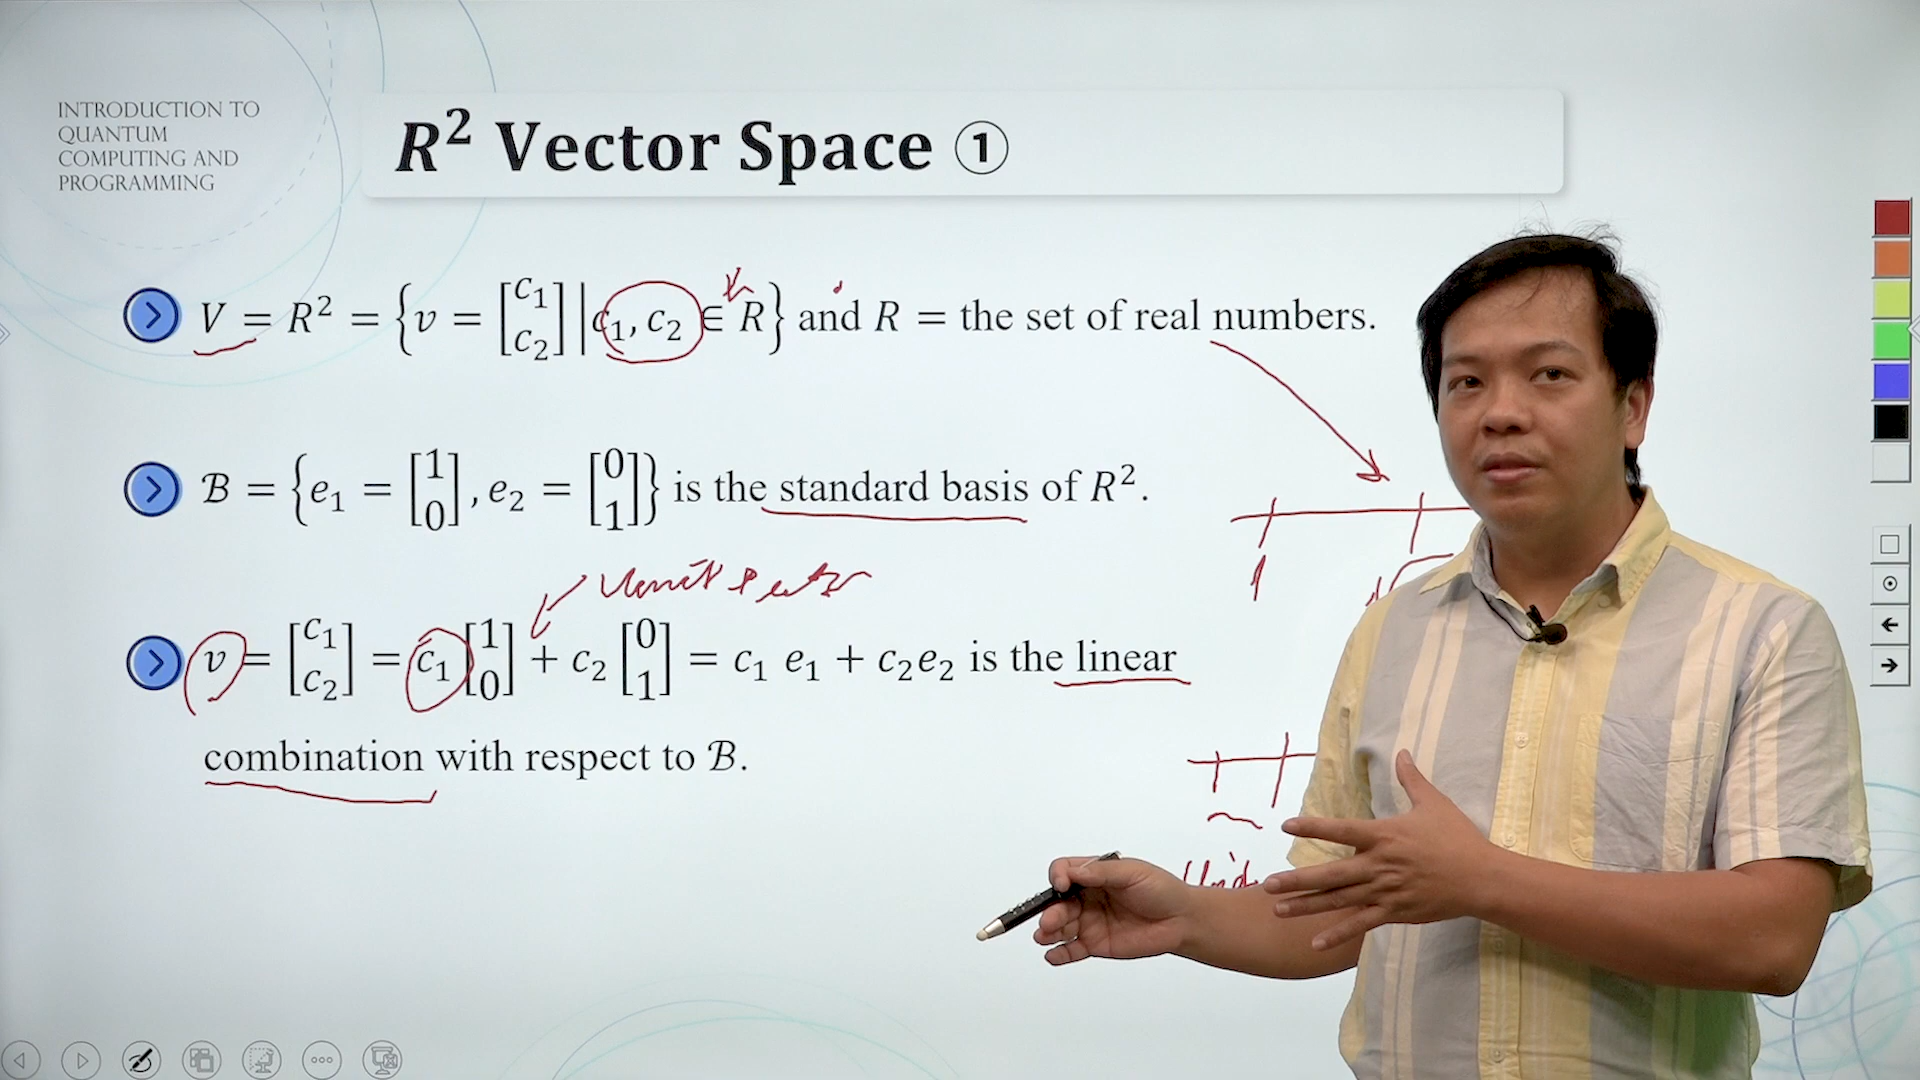 INTRODUCTION TO
QUANTUM
COMPUTING AND
PROGRAMMING
R² Vector Space ①
V = R² = {v = [c₁ c₂] | c₁, c₂ ∈ R} and R = the set of real numbers.
ℬ = {e₁ = [1 0], e₂ = [0 1]} is the standard basis of R².
v = [c₁ c₂] = c₁ [1 0] + c₂ [0 1] = c₁ e₁ + c₂e₂ is the linear
combination with respect to ℬ.